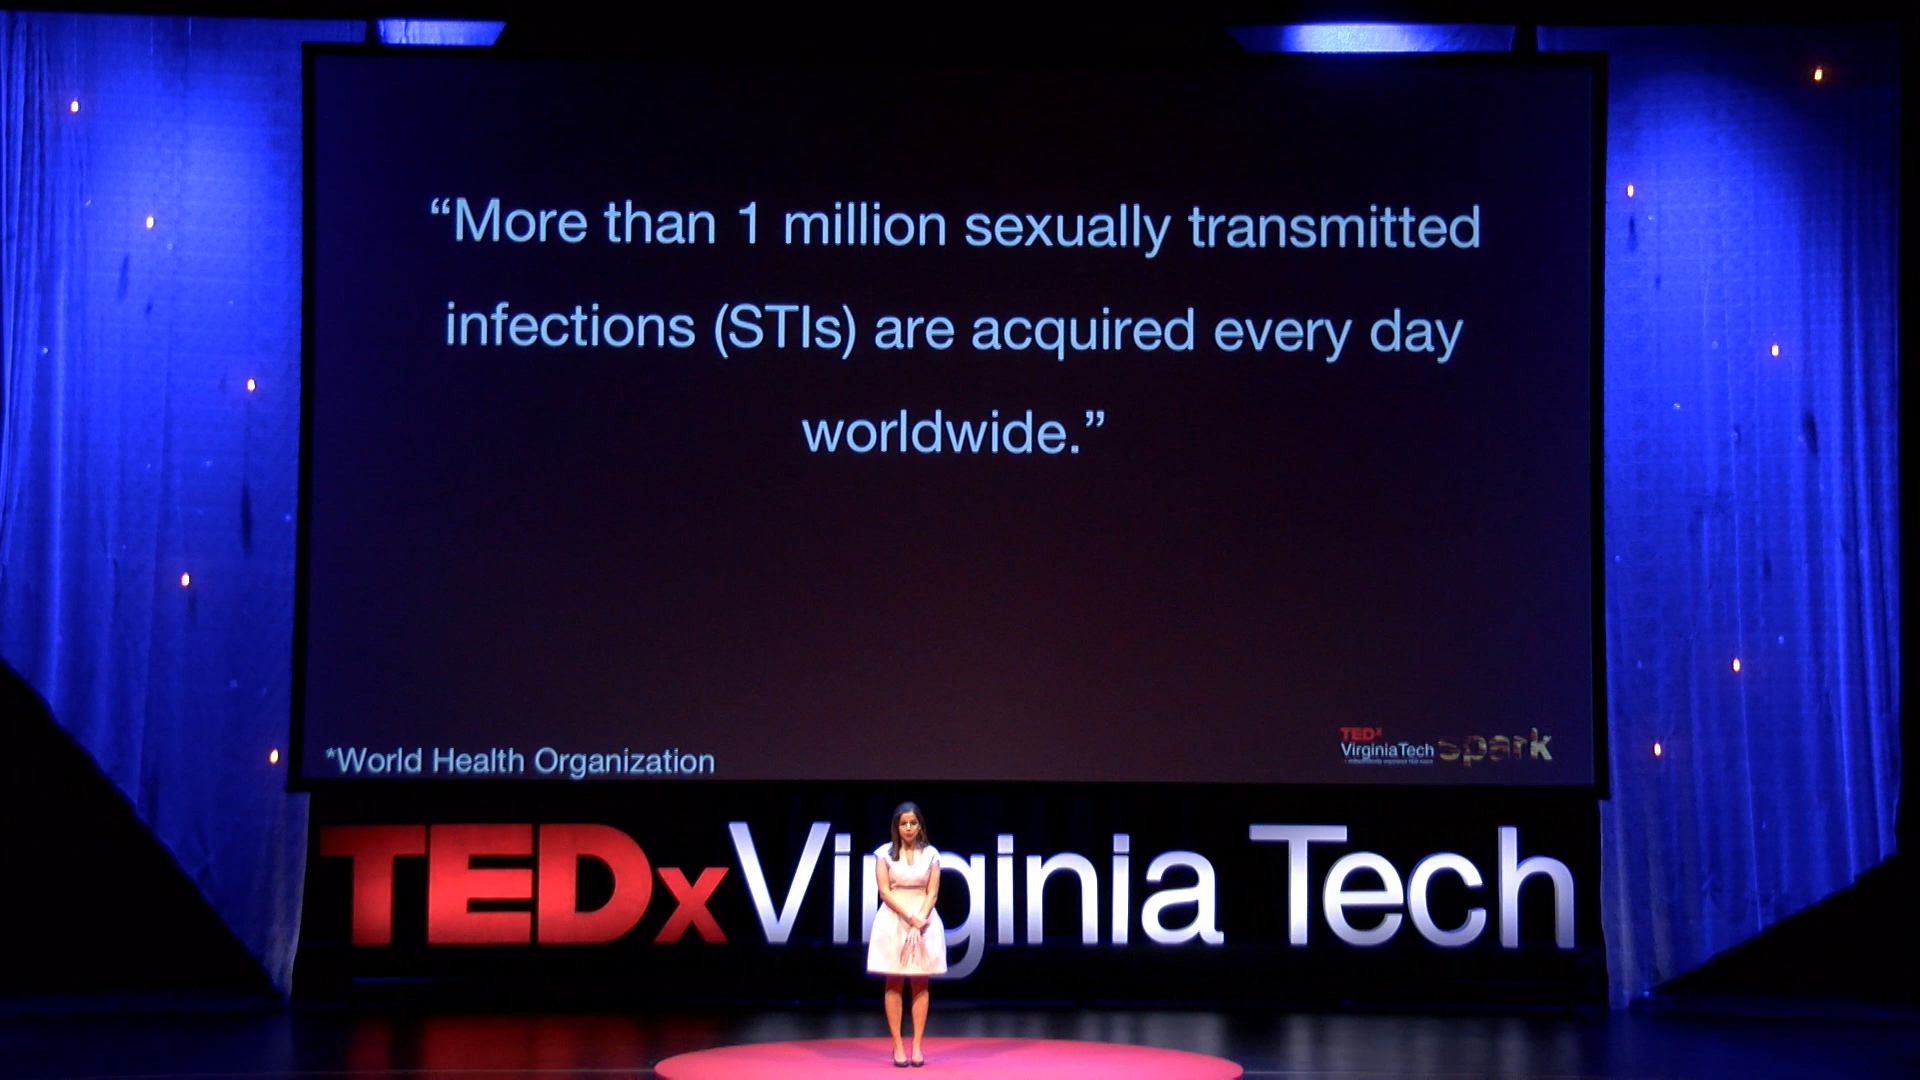 “More than 1 million sexually transmitted
infections (STIs) are acquired every day
worldwide.”
*World Health Organization
TEDx
VirginiaTech
spark
TEDxVirginia Tech